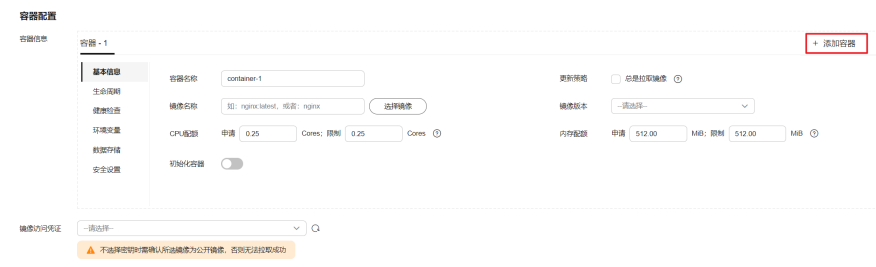 容器配置
容器信息
容器 - 1
+ 添加容器
基本信息
生命周期
健康检查
环境变量
数据存储
安全设置
容器名称
container-1
更新策略
总是拉取镜像
镜像名称
如：nginx:latest，或者：nginx
选择镜像
镜像版本
--请选择--
CPU配额
申请 0.25 Cores; 限制 0.25 Cores
内存配额
申请 512.00 MiB; 限制 512.00 MiB
初始化容器
镜像访问凭证
--请选择--
不选择密钥时需确认所选镜像为公开镜像，否则无法拉取成功